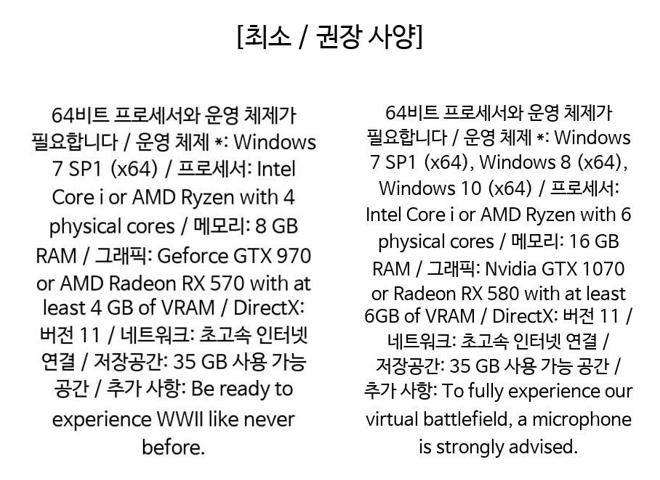 [최소 / 권장 사양]
64비트 프로세서와 운영 체제가
필요합니다 / 운영 체제 *: Windows
7 SP1 (x64) / 프로세서: Intel
Core i or AMD Ryzen with 4
physical cores / 메모리: 8 GB
RAM / 그래픽: Geforce GTX 970
or AMD Radeon RX 570 with at
least 4 GB of VRAM / DirectX:
버전 11 / 네트워크: 초고속 인터넷
연결 / 저장공간: 35 GB 사용 가능
공간 / 추가 사항: Be ready to
experience WWII like never
before.
64비트 프로세서와 운영 체제가
필요합니다 / 운영 체제 *: Windows
7 SP1 (x64), Windows 8 (x64),
Windows 10 (x64) / 프로세서:
Intel Core i or AMD Ryzen with 6
physical cores / 메모리: 16 GB
RAM / 그래픽: Nvidia GTX 1070
or Radeon RX 580 with at least
6GB of VRAM / DirectX: 버전 11 /
네트워크: 초고속 인터넷 연결 /
저장공간: 35 GB 사용 가능 공간 /
추가 사항: To fully experience our
virtual battlefield, a microphone
is strongly advised.